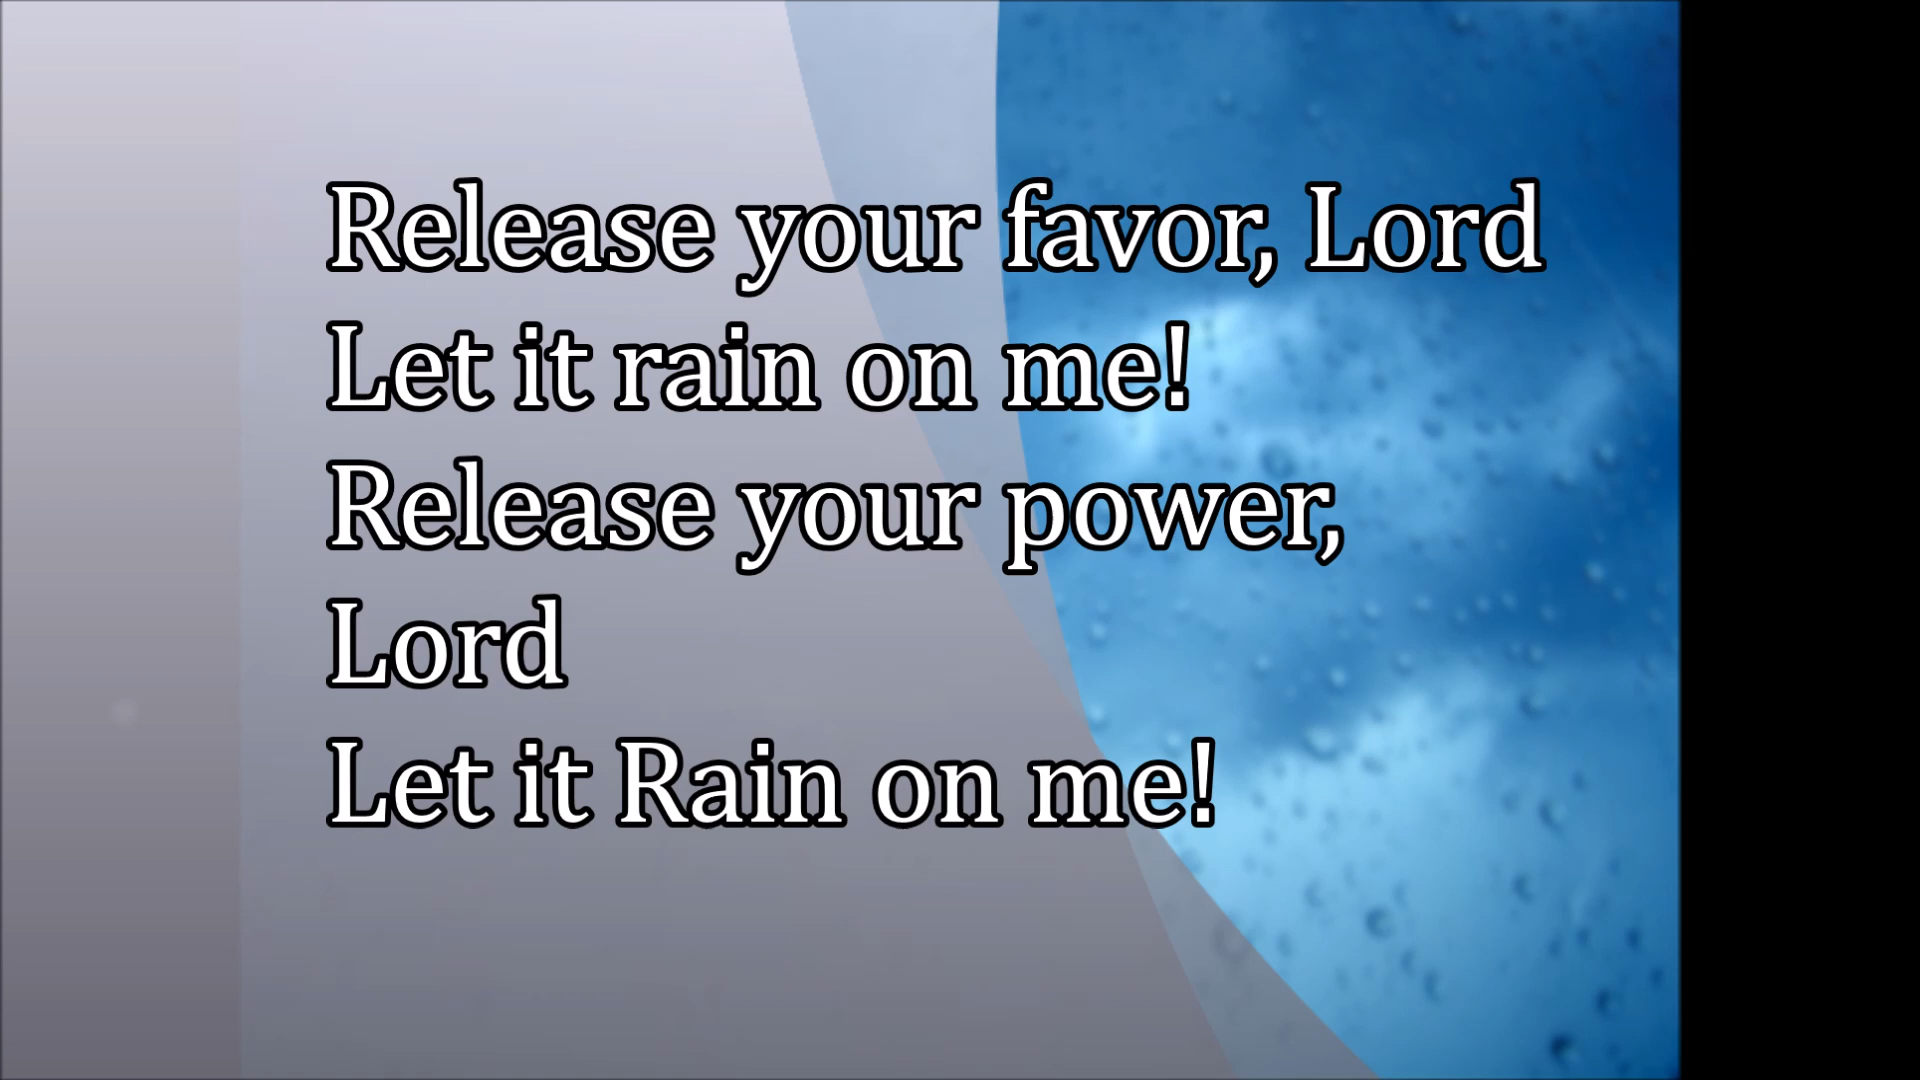 Release your favor, Lord
Let it rain on me!
Release your power,
Lord
Let it Rain on me!